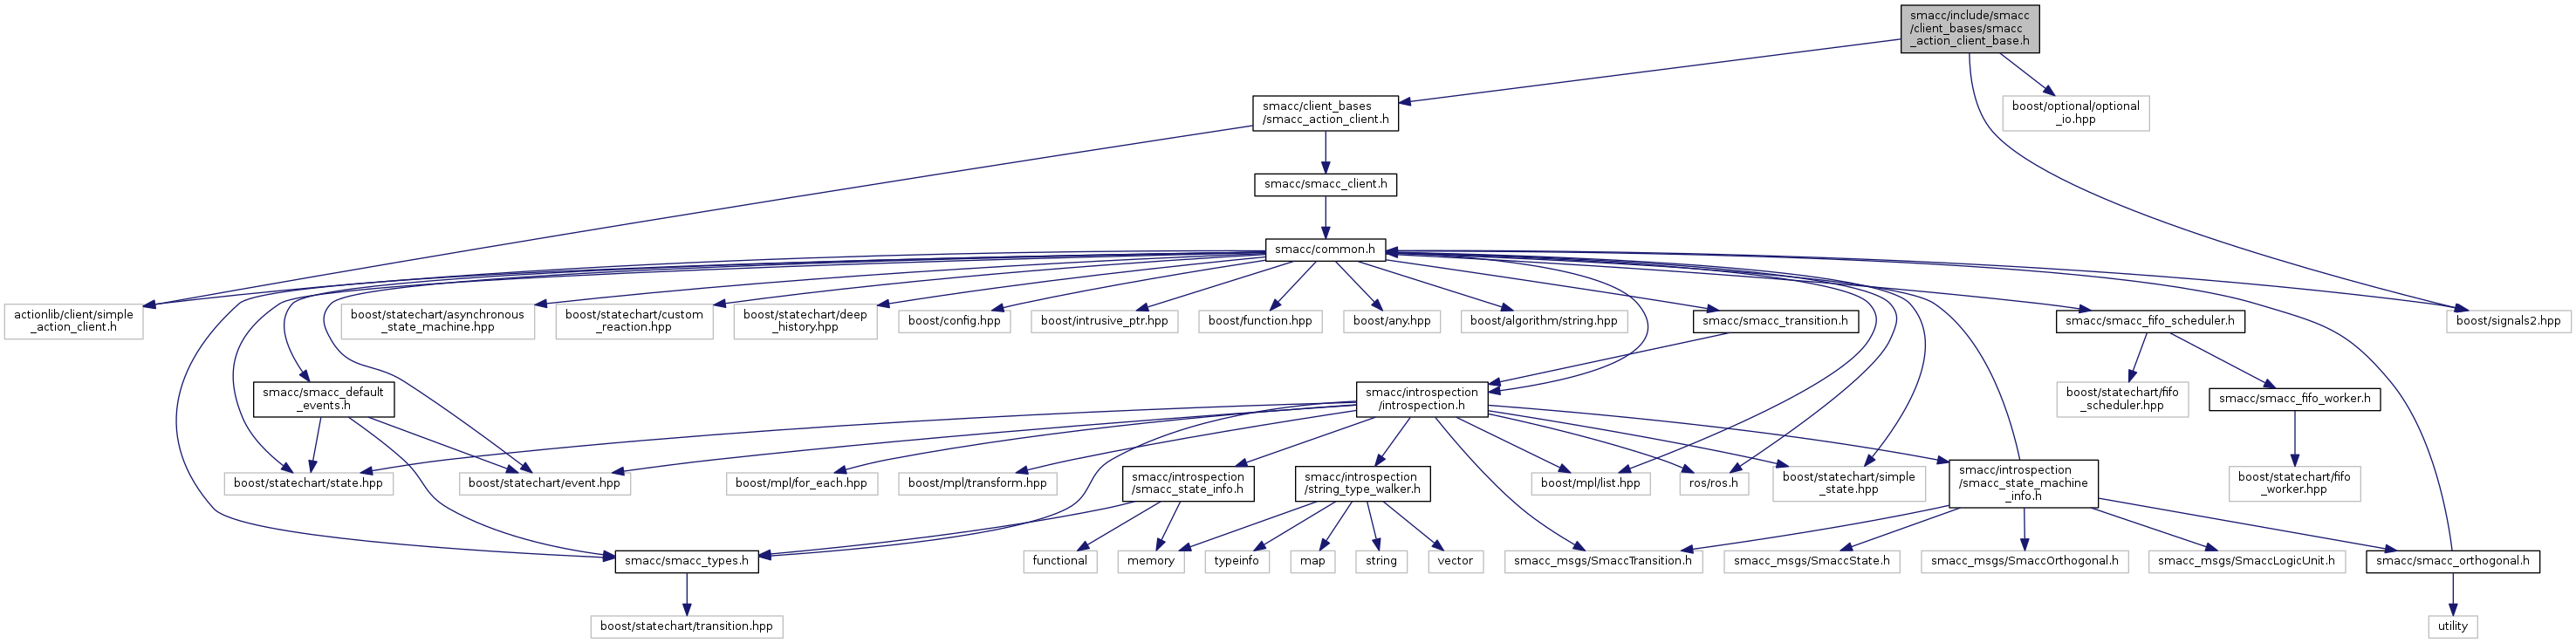 smacc/include/smacc
/client_bases/smacc
_action_client_base.h
smacc/client_bases
/smacc_action_client.h
boost/optional/optional
_io.hpp
smacc/smacc_client.h
smacc/common.h
actionlib/client/simple
_action_client.h
boost/statechart/asynchronous
_state_machine.hpp
boost/statechart/custom
_reaction.hpp
boost/statechart/deep
_history.hpp
boost/config.hpp
boost/intrusive_ptr.hpp
boost/function.hpp
boost/any.hpp
boost/algorithm/string.hpp
smacc/smacc_transition.h
smacc/smacc_fifo_scheduler.h
boost/signals2.hpp
smacc/smacc_default
_events.h
smacc/introspection
/introspection.h
boost/statechart/fifo
_scheduler.hpp
smacc/smacc_fifo_worker.h
boost/statechart/state.hpp
boost/statechart/event.hpp
boost/mpl/for_each.hpp
boost/mpl/transform.hpp
smacc/introspection
/smacc_state_info.h
smacc/introspection
/string_type_walker.h
boost/mpl/list.hpp
ros/ros.h
boost/statechart/simple
_state.hpp
smacc/introspection
/smacc_state_machine
_info.h
boost/statechart/fifo
_worker.hpp
smacc/smacc_types.h
functional
memory
typeinfo
map
string
vector
smacc_msgs/SmaccTransition.h
smacc_msgs/SmaccState.h
smacc_msgs/SmaccOrthogonal.h
smacc_msgs/SmaccLogicUnit.h
smacc/smacc_orthogonal.h
boost/statechart/transition.hpp
utility